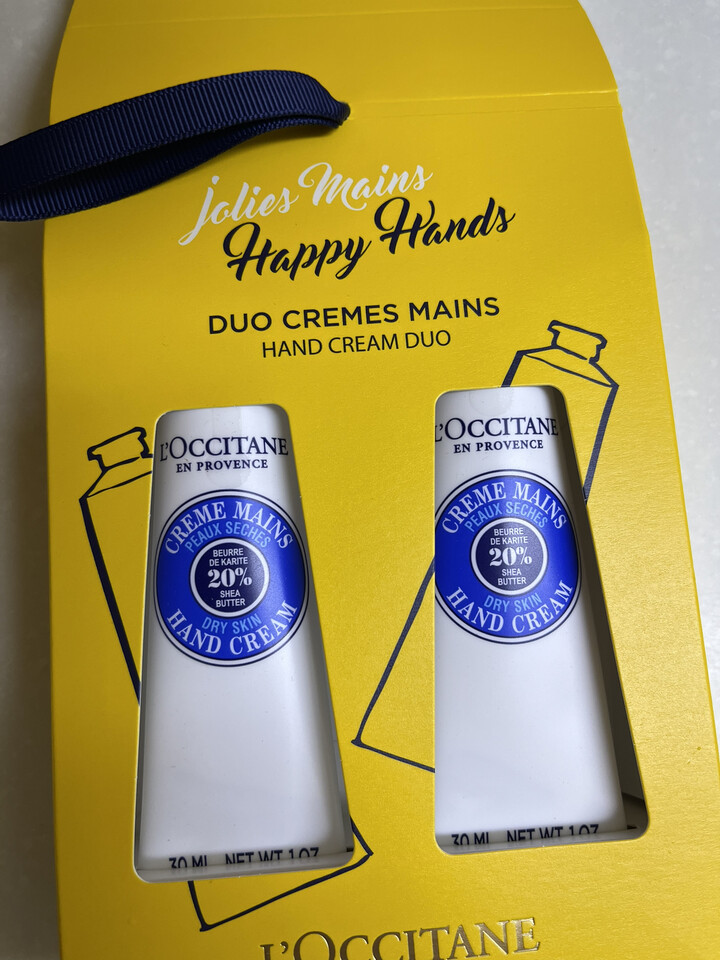 Jolies Mains
Happy Hands
DUO CREMES MAINS
HAND CREAM DUO
L'OCCITANE
EN PROVENCE
CREME MAINS
PEAUX SECHES
BEURRE
DE KARITE
20%
SHEA
BUTTER
DRY SKIN
HAND CREAM
30 ML NET WT 1 OZ
L'OCCITANE
EN PROVENCE
CREME MAINS
PEAUX SECHES
BEURRE
DE KARITE
20%
SHEA
BUTTER
DRY SKIN
HAND CREAM
30 ML NET WT 1 OZ
L'OCCITANE